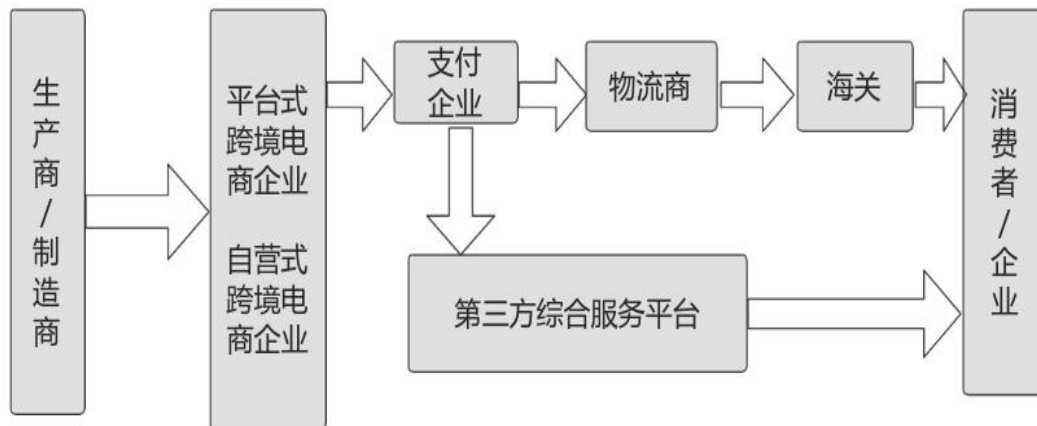 生产商/制造商
平台式
跨境电
商企业
自营式
跨境电
商企业
支付
企业
物流商
海关
第三方综合服务平台
消费者/企业